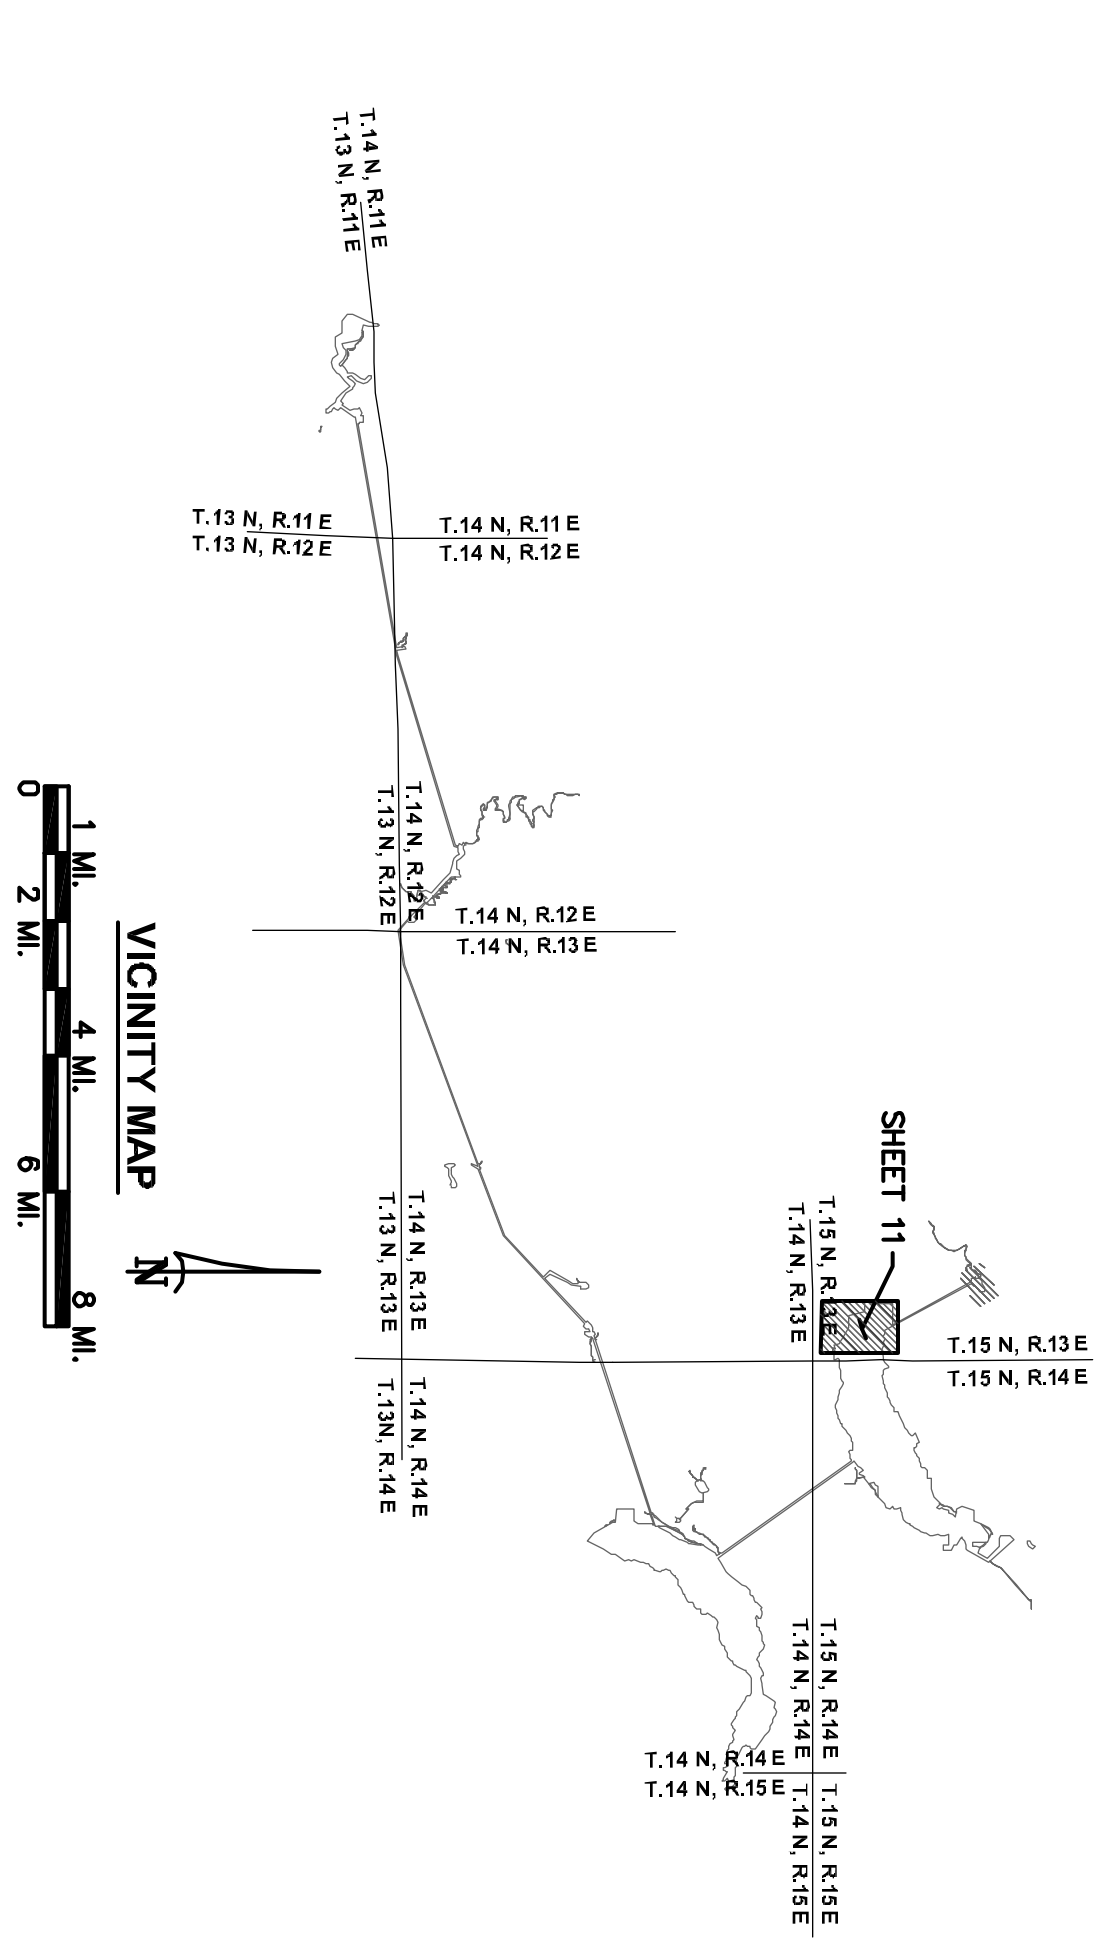 T.14 N, R.11 E
T.13 N, R.11 E
T.13 N, R.11 E
T.13 N, R.12 E
T.14 N, R.11 E
T.14 N, R.12 E
T.14 N, R.12 E
T.13 N, R.12 E
T.14 N, R.12 E
T.14 N, R.13 E
SHEET 11
T.15 N, R.13 E
T.14 N, R.13 E
T.15 N, R.13 E
T.15 N, R.14 E
T.14 N, R.13 E
T.13 N, R.13 E
T.14 N, R.14 E
T.13N, R.14 E
T.15 N, R.14 E
T.14 N, R.14 E
T.14 N, R.14 E
T.14 N, R.15 E
T.15 N, R.15 E
T.14 N, R.15 E
N
VICINITY MAP
1 MI. 4 MI. 8 MI.
0 2 MI. 6 MI.